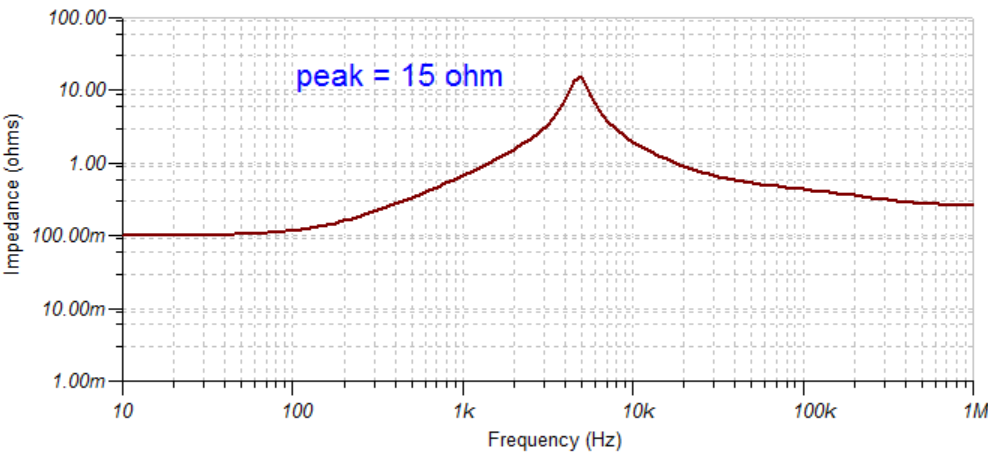 100.00
peak = 15 ohm
10.00
1.00
100.00m
10.00m
1.00m
Impedance (ohms)
10 100 1k 10k 100k 1M
Frequency (Hz)